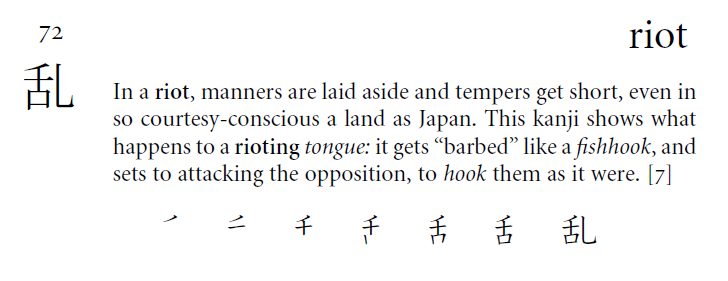 72 riot
乱
In a riot, manners are laid aside and tempers get short, even in
so courtesy-conscious a land as Japan. This kanji shows what
happens to a rioting tongue: it gets “barbed” like a fishhook, and
sets to attacking the opposition, to hook them as it were. [7]
㇒ 二 千 千 舌 舌 乱